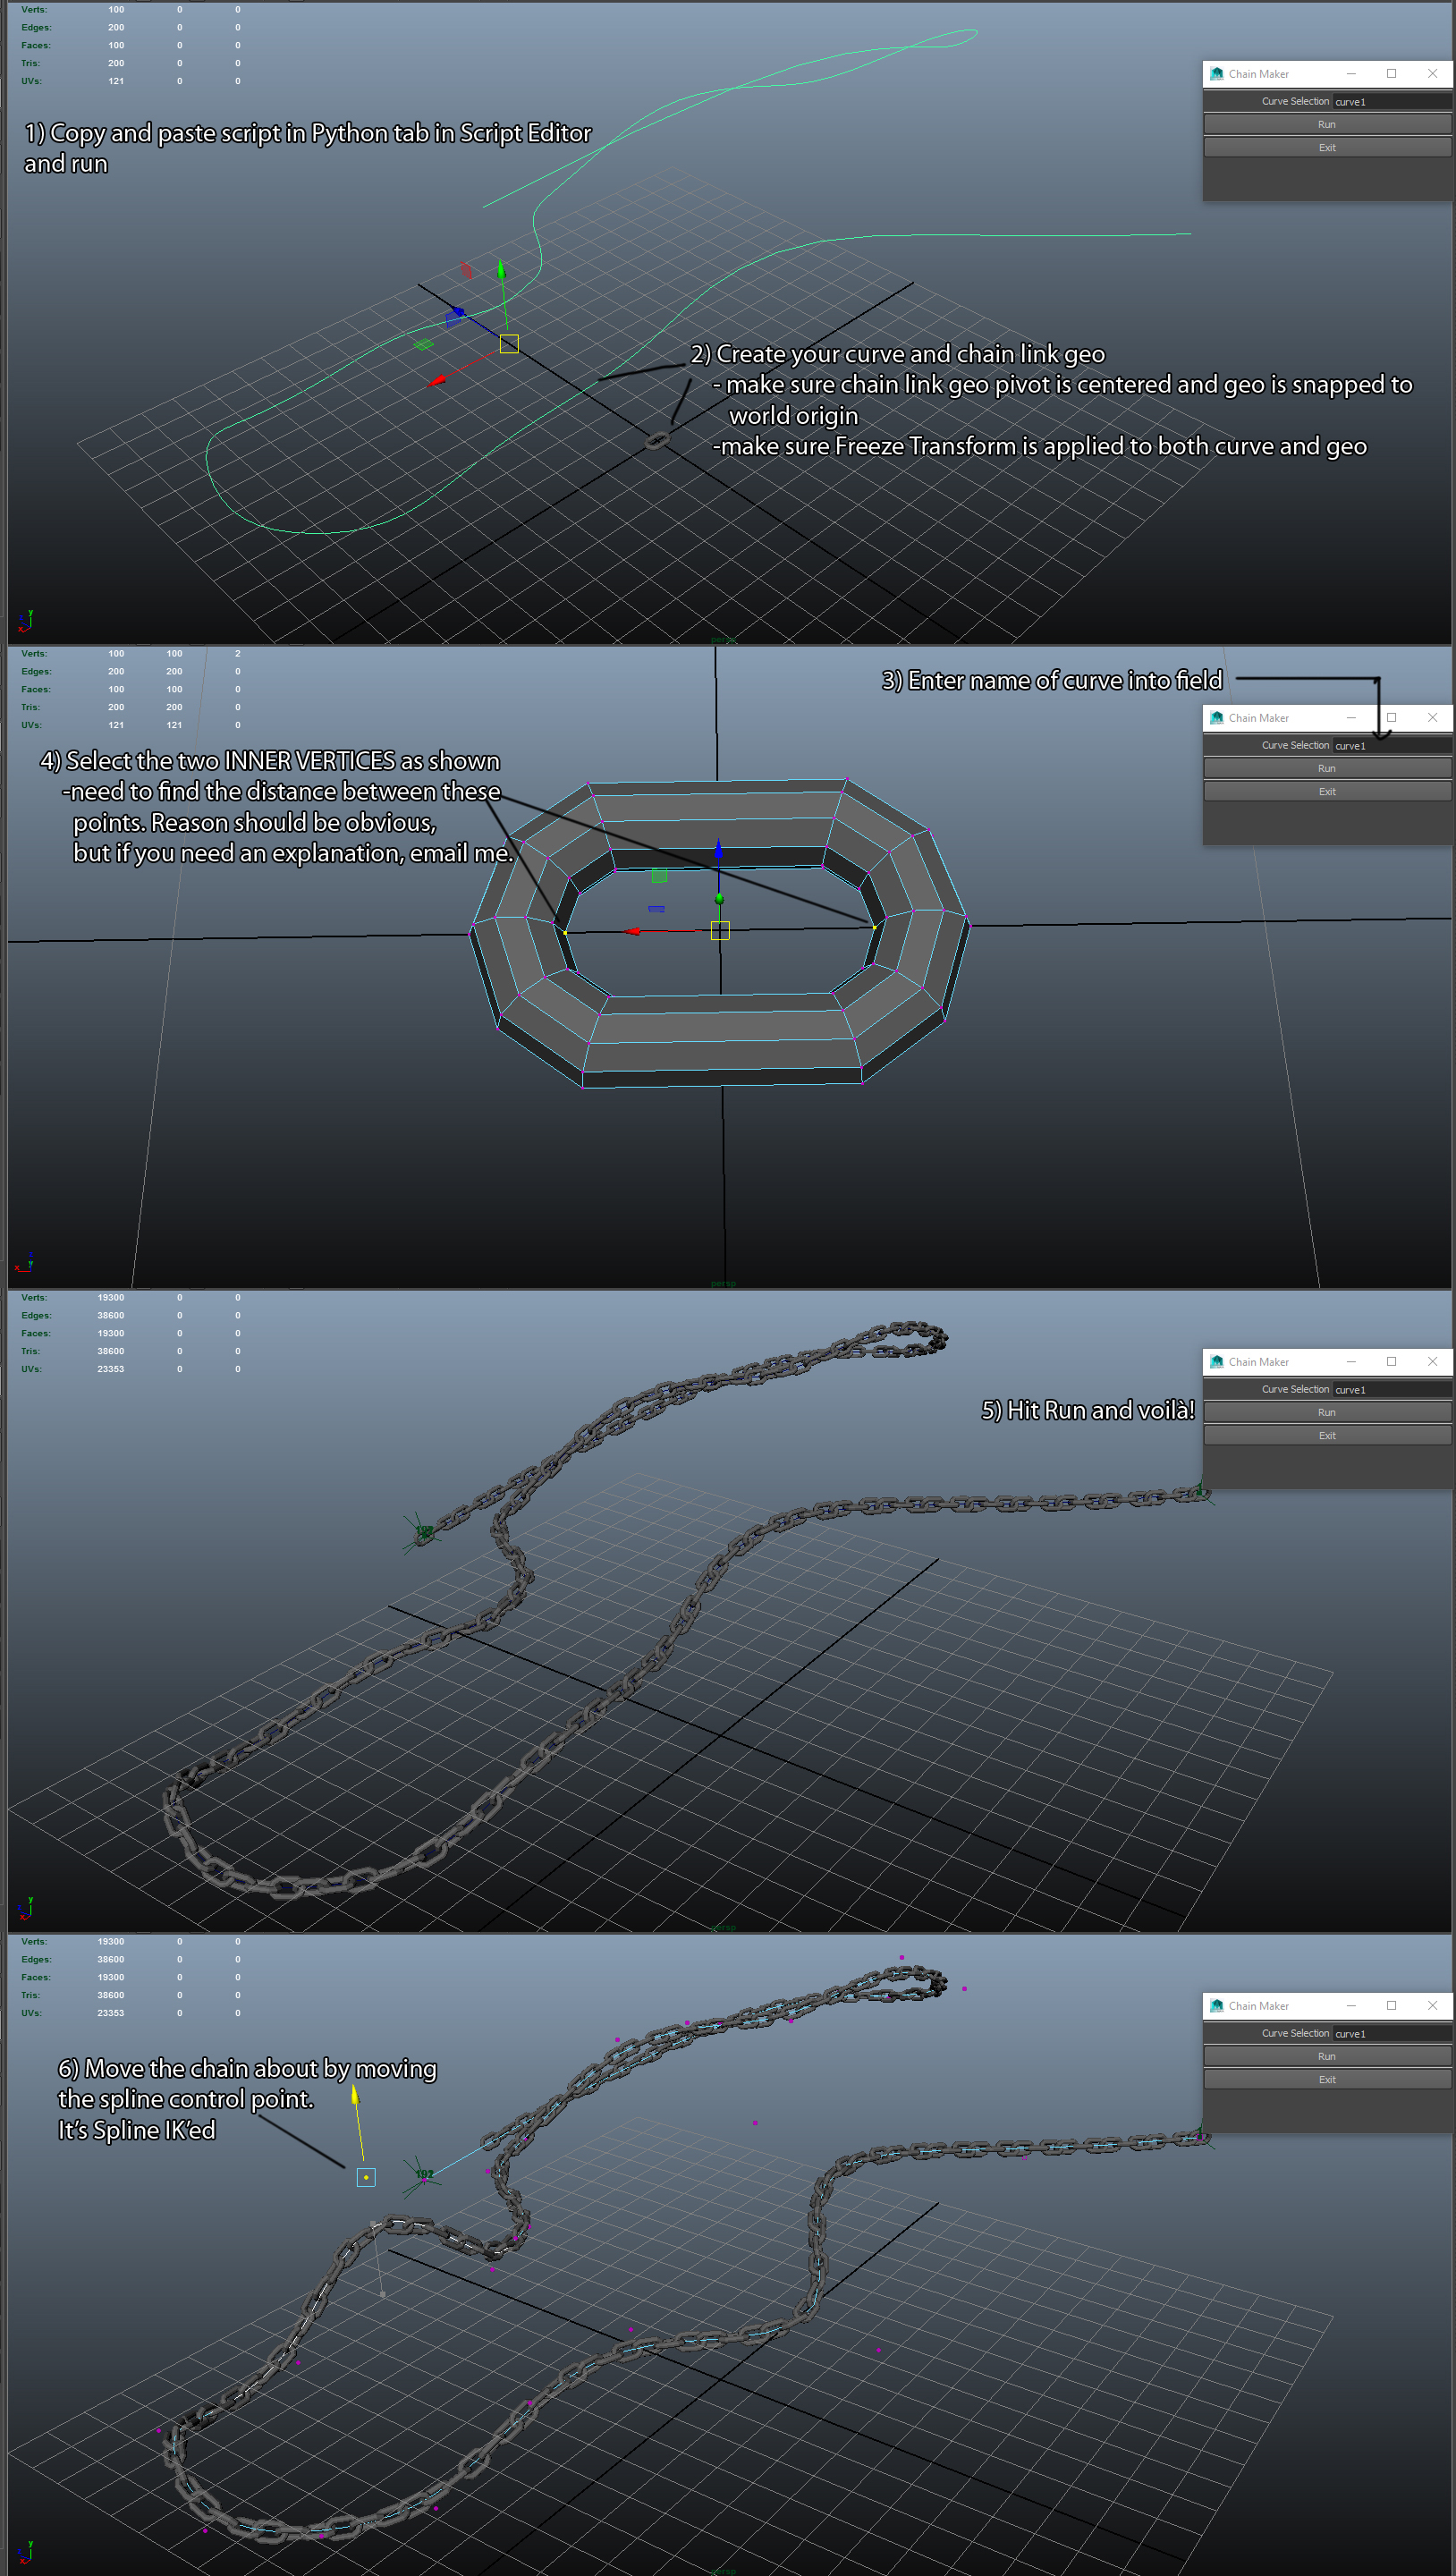 Verts: 100 0 0
Edges: 200 0 0
Faces: 100 0 0
Tris: 200 0 0
UVs: 121 0 0
Chain Maker
Curve Selection curve1
Run
Exit
1) Copy and paste script in Python tab in Script Editor
and run
2) Create your curve and chain link geo
- make sure chain link geo pivot is centered and geo is snapped to
world origin
-make sure Freeze Transform is applied to both curve and geo
y
x
persp
Verts: 100 100 2
Edges: 200 200 0
Faces: 100 100 0
Tris: 200 200 0
UVs: 121 121 0
3) Enter name of curve into field
Chain Maker
Curve Selection curve1
Run
Exit
4) Select the two INNER VERTICES as shown
-need to find the distance between these
points. Reason should be obvious,
but if you need an explanation, email me.
x y
persp
Verts: 19300 0 0
Edges: 38600 0 0
Faces: 19300 0 0
Tris: 38600 0 0
UVs: 23353 0 0
Chain Maker
Curve Selection curve1
Run
Exit
5) Hit Run and voilà!
y
x
persp
Verts: 19300 0 0
Edges: 38600 0 0
Faces: 19300 0 0
Tris: 38600 0 0
UVs: 23353 0 0
Chain Maker
Curve Selection curve1
Run
Exit
6) Move the chain about by moving
the spline control point.
It's Spline IK'ed
192
y
x
persp